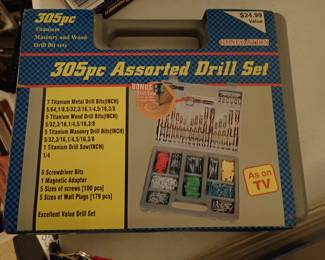 305pc
Titanium
Masonry and Wood
Drill Bit sets
$24.99
Value
305pc Assorted Drill Set
7 Titanium Metal Drill Bits(INCH)
5/64,1/8,5/32,3/16,1/4,5/16,3/8
5 Titanium Wood Drill Bits(INCH)
5/32,3/16,1/4,5/16,3/8
5 Titanium Masonry Drill Bits(INCH)
5/32,3/16,1/4,5/16,3/8
1 Titanium Drill Saw(INCH)
1/4
6 Screwdriver Bits
1 Magnetic Adaptor
5 Sizes of screws [100 pcs]
5 Sizes of Wall Plugs [179 pcs]
Excellent Value Drill Set
BONUS
As on
TV